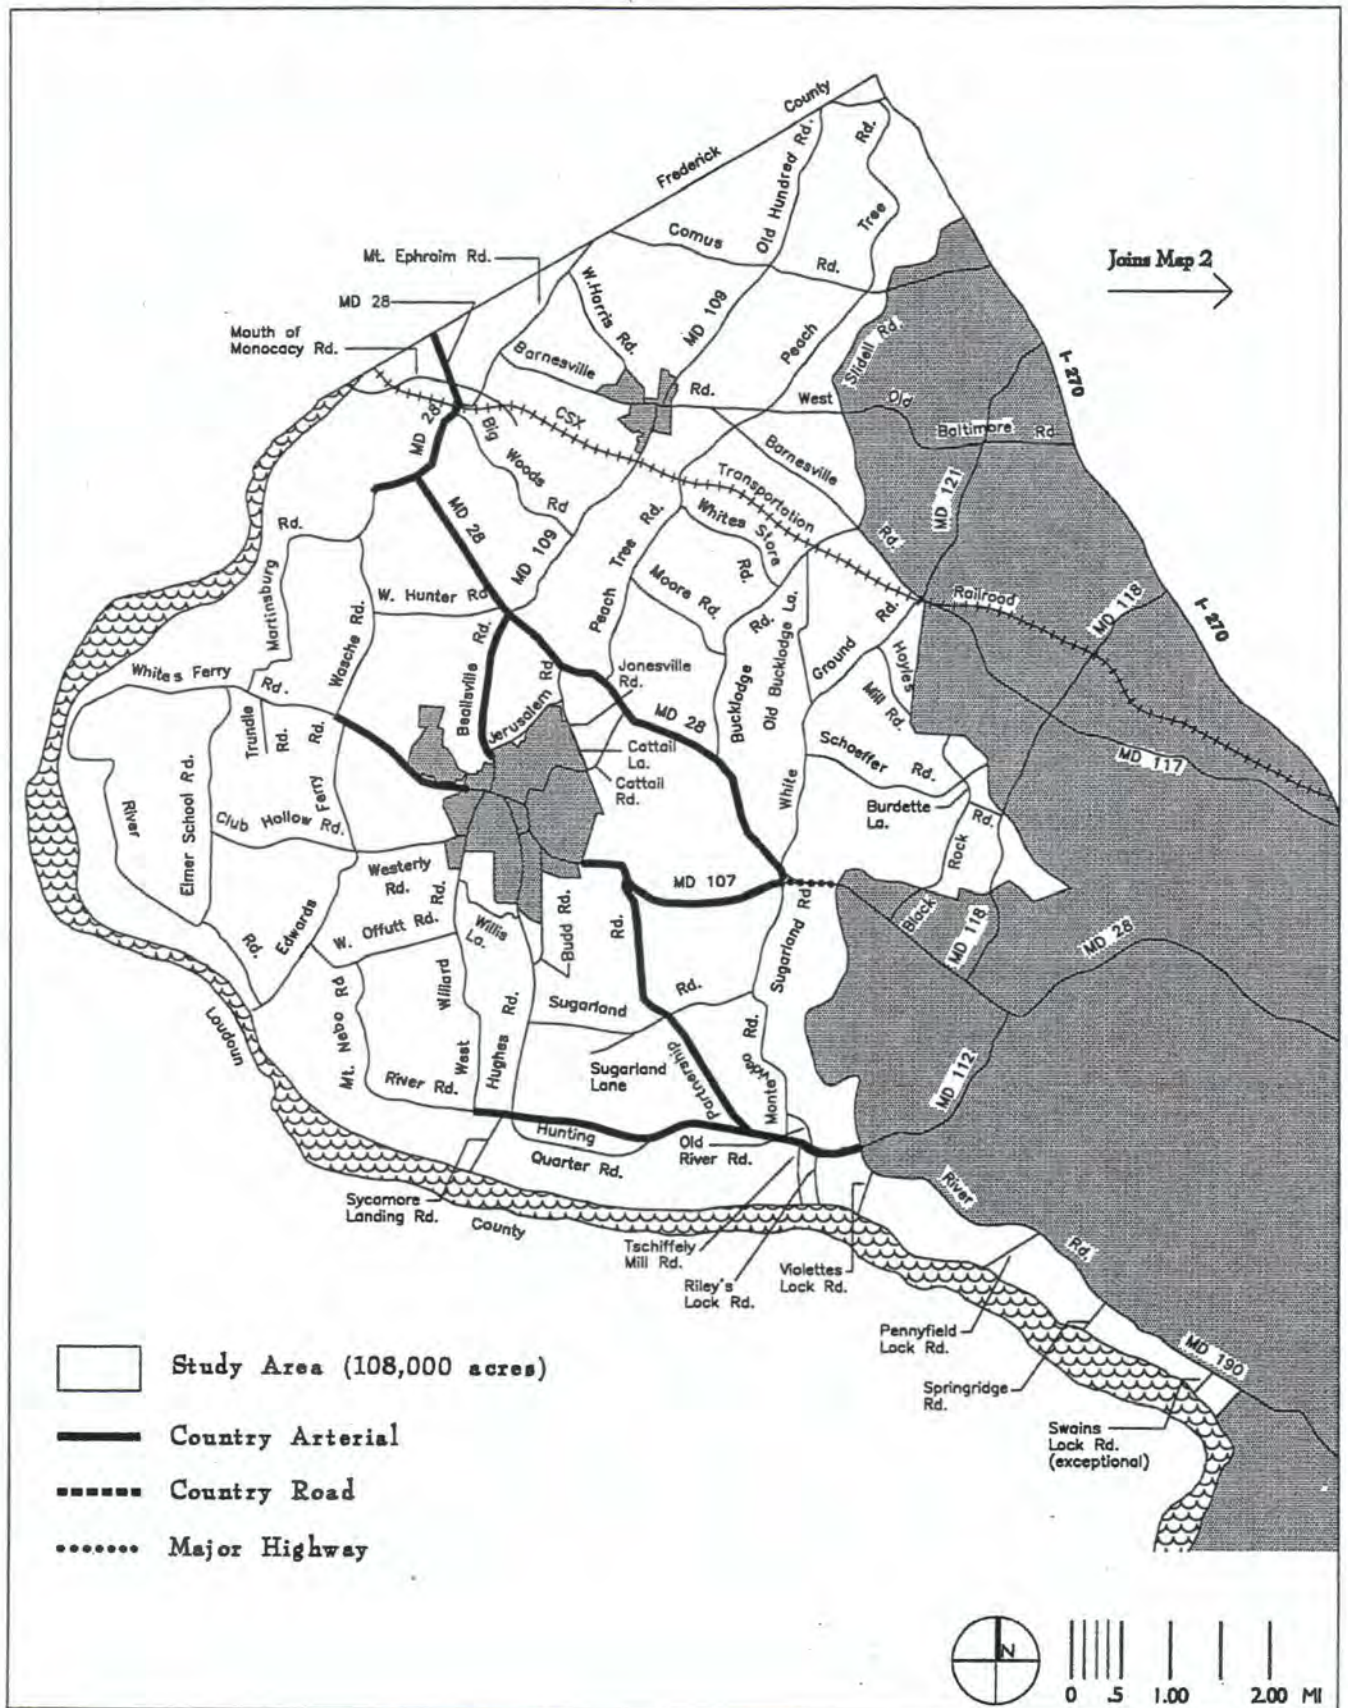 County
Frederick
Old Hundred Rd.
Rd.
Tree
Comus
Rd.
Mt. Ephraim Rd.
Joins Map 2
MD 28
W.Harris Rd.
MD 109
Mouth of
Monocacy Rd.
Peach
Slidell Rd.
I-270
Barnesville
Rd.
West
Old
Baltimore Rd
CSX
MD 28
Big
Woods
Rd
Barnesville
Rd.
Transportation
MD 121
Whites Store
Rd.
MD 28
MD 109
Peach
Tree
Rd.
Moore Rd.
Railroad
MD 118
I-270
Martinsburg
Rd.
W. Hunter Rd
Rd.
Bucklodge
Rd.
Old Bucklodge La.
Ground
Rd.
Hoyles
Mill Rd.
Wasche Rd.
Whites Ferry
Rd.
Jonesville
Rd.
Beallsville
Rd.
Jerusalem
Rd
MD 28
Trundle
Rd.
Rd.
Cattail
La.
Cattail
Rd.
Schaeffer
Rd.
MD 117
White
Burdette
La.
River
Elmer School Rd.
Club Hollow Rd.
Ferry
Rd.
Rock
Westerly
Rd.
MD 107
Black
MD 118
MD 28
Edwards
W. Offutt Rd.
Rd.
Willis
La.
Budd Rd.
Rd.
Sugarland Rd
Rd.
Willard
Mt. Nebo Rd
Sugarland
Rd.
Loudoun
West
Hughes Rd.
Rd.
Montevideo
MD 112
River Rd.
Sugarland
Lane
Partnership
Hunting
Quarter Rd.
Old
River Rd.
River
Rd.
Sycamore
Landing Rd.
County
Tschiffely
Mill Rd.
Riley's
Lock Rd.
Violettes
Lock Rd.
Pennyfield
Lock Rd.
MD 190
Springridge
Rd.
Swains
Lock Rd.
(exceptional)
Study Area (108,000 acres)
Country Arterial
Country Road
Major Highway
N
0 .5 1.00 2.00 MI